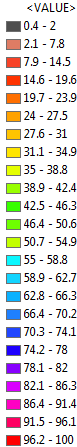 <VALUE>
0.4 - 2
2.1 - 7.8
7.9 - 14.5
14.6 - 19.6
19.7 - 23.9
24 - 27.5
27.6 - 31
31.1 - 34.9
35 - 38.8
38.9 - 42.4
42.5 - 46.3
46.4 - 50.6
50.7 - 54.9
55 - 58.8
58.9 - 62.7
62.8 - 66.3
66.4 - 70.2
70.3 - 74.1
74.2 - 78
78.1 - 82
82.1 - 86.3
86.4 - 91.4
91.5 - 96.1
96.2 - 100